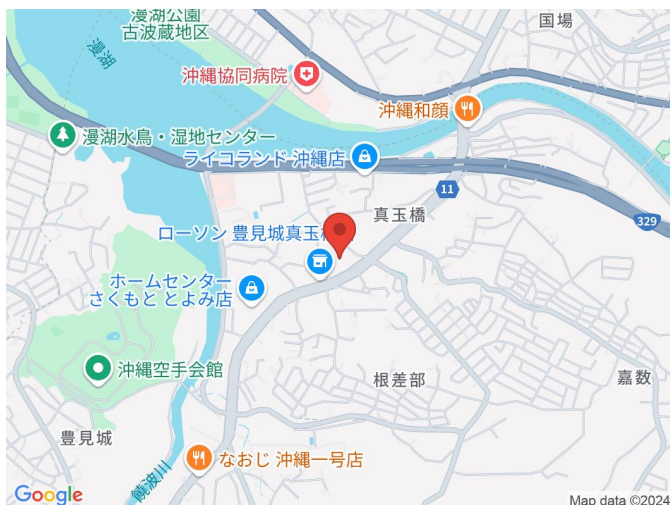 漫湖公園
古波蔵地区
国場
漫湖
沖縄協同病院
沖縄和顔
漫湖水鳥・湿地センター
ライコランド 沖縄店
11
真玉橋
329
ローソン 豊見城真玉
ホームセンター
さくもと とよみ店
沖縄空手会館
根差部
嘉数
豊見城
なおじ 沖縄一号店
饒波川
Google
Map data ©2024